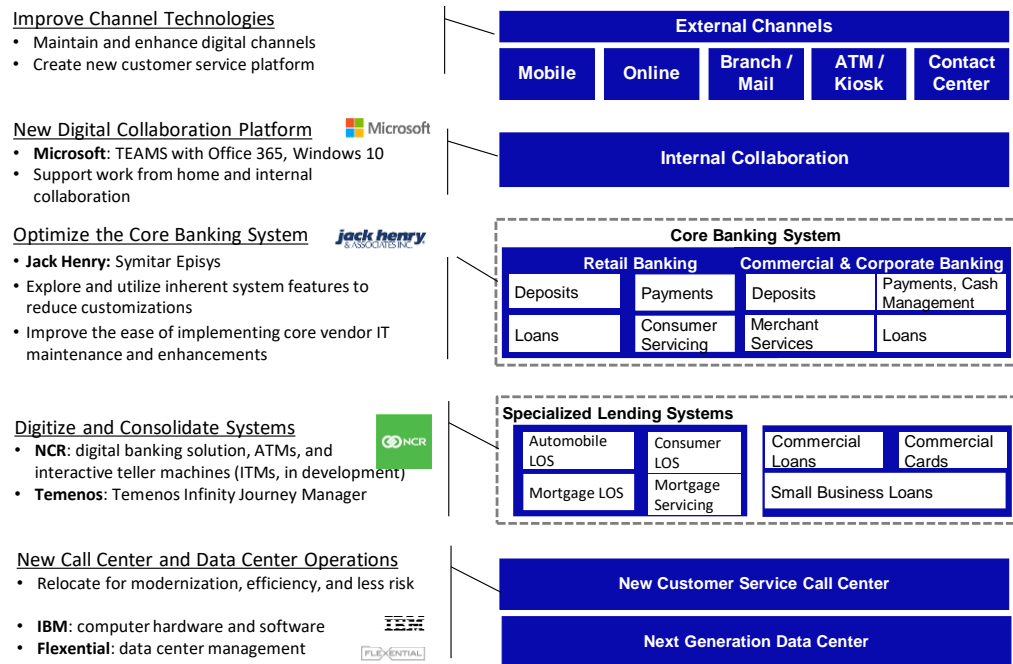 Improve Channel Technologies
• Maintain and enhance digital channels
• Create new customer service platform
External Channels
Mobile
Online
Branch /
Mail
ATM /
Kiosk
Contact
Center
New Digital Collaboration Platform
Microsoft
• Microsoft: TEAMS with Office 365, Windows 10
• Support work from home and internal
collaboration
Internal Collaboration
Optimize the Core Banking System
jack henry
& ASSOCIATES INC.
• Jack Henry: Symitar Episys
• Explore and utilize inherent system features to
reduce customizations
• Improve the ease of implementing core vendor IT
maintenance and enhancements
Core Banking System
Retail Banking
Deposits
Payments
Loans
Consumer
Servicing
Commercial & Corporate Banking
Deposits
Payments, Cash
Management
Merchant
Services
Loans
Digitize and Consolidate Systems
NCR
• NCR: digital banking solution, ATMs, and
interactive teller machines (ITMs, in development)
• Temenos: Temenos Infinity Journey Manager
Specialized Lending Systems
Automobile
LOS
Consumer
LOS
Mortgage LOS
Mortgage
Servicing
Commercial
Loans
Commercial
Cards
Small Business Loans
New Call Center and Data Center Operations
• Relocate for modernization, efficiency, and less risk
• IBM: computer hardware and software
IBM
• Flexential: data center management
FLEXENTIAL
New Customer Service Call Center
Next Generation Data Center